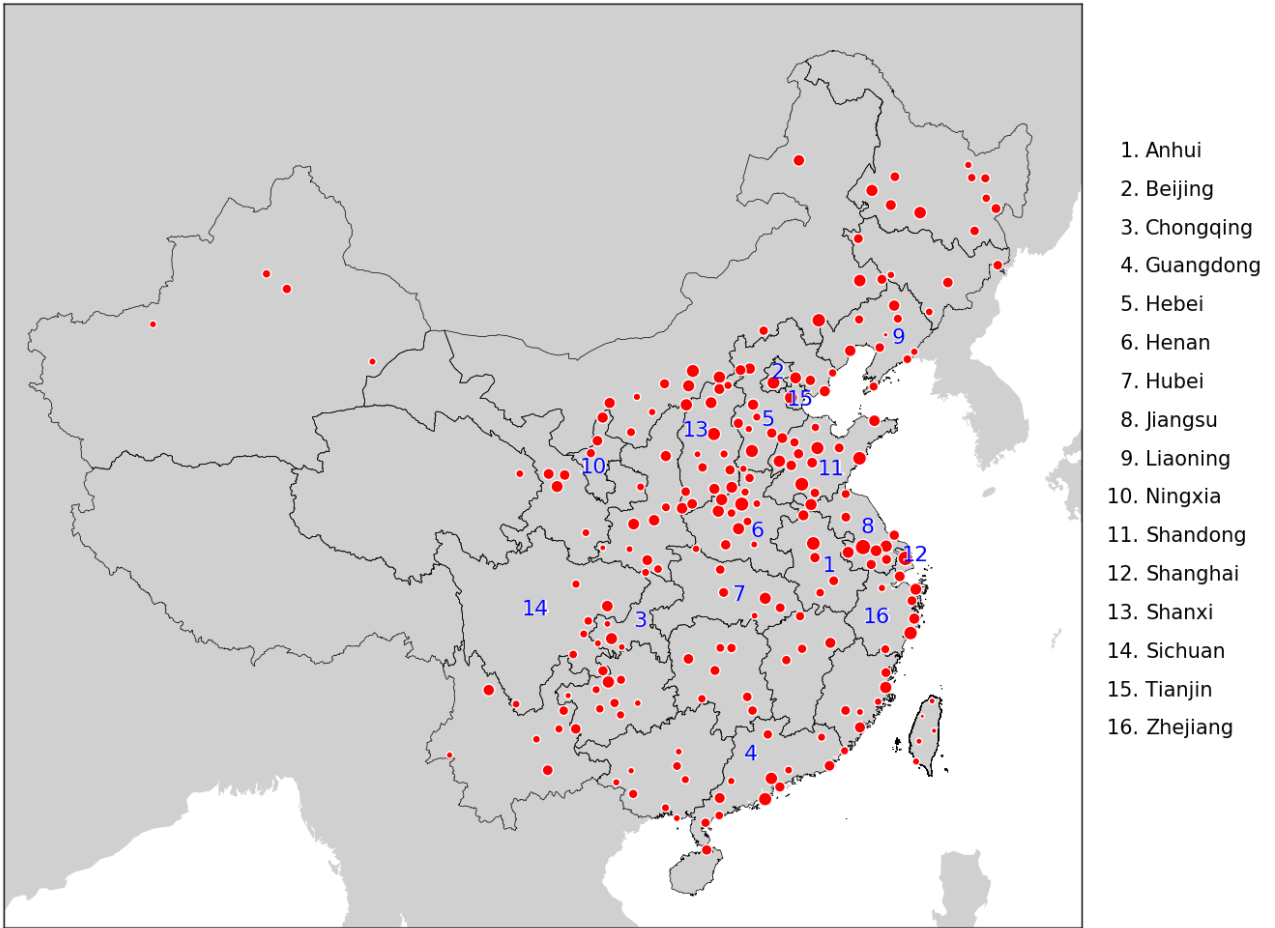 2
9
15
13
5
10
11
8
6
12
1
14
7
3
16
4
1. Anhui
2. Beijing
3. Chongqing
4. Guangdong
5. Hebei
6. Henan
7. Hubei
8. Jiangsu
9. Liaoning
10. Ningxia
11. Shandong
12. Shanghai
13. Shanxi
14. Sichuan
15. Tianjin
16. Zhejiang